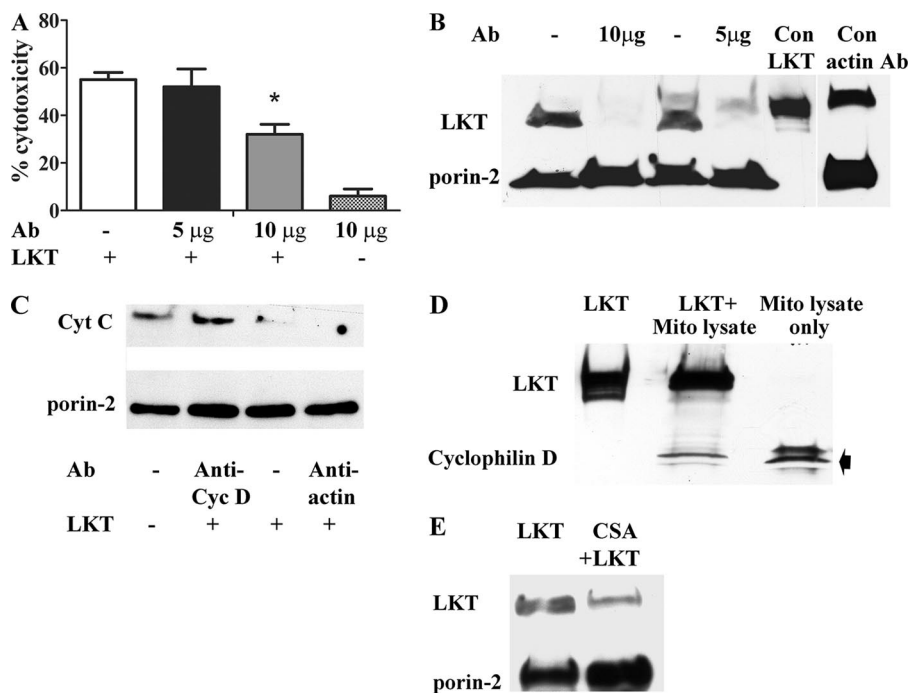 A
% cytotoxicity
80
60
40
20
0
*
Ab - 5 μg 10 μg 10 μg
LKT + + + -
B
Ab - 10μg - 5μg Con LKT Con actin Ab
LKT
porin-2
C
Cyt C
porin-2
Ab - Anti-Cyc D - Anti-actin
LKT - + + +
D
LKT LKT+ Mito lysate Mito lysate only
LKT
Cyclophilin D
E
LKT CSA +LKT
LKT
porin-2